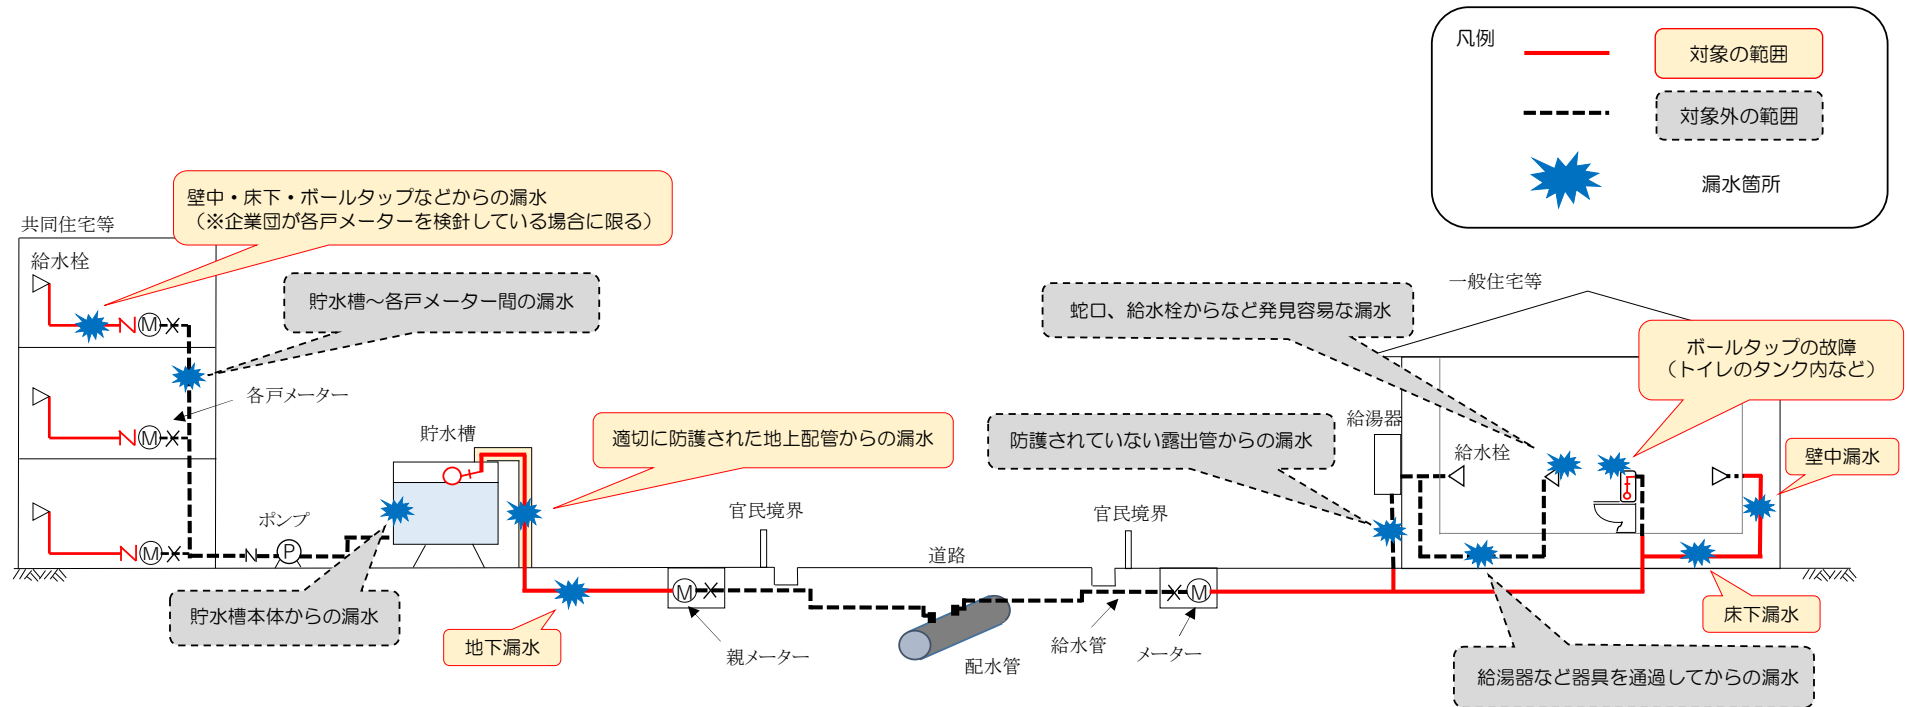 凡例
対象の範囲
対象外の範囲
漏水箇所
壁中・床下・ボールタップなどからの漏水
（※企業団が各戸メーターを検針している場合に限る）
共同住宅等
給水栓
M
貯水槽～各戸メーター間の漏水
各戸メーター
M
貯水槽
適切に防護された地上配管からの漏水
ポンプ
P
M
貯水槽本体からの漏水
地下漏水
M
親メーター
官民境界
道路
配水管
官民境界
給水管
M
メーター
一般住宅等
蛇口、給水栓からなど発見容易な漏水
ボールタップの故障
（トイレのタンク内など）
防護されていない露出管からの漏水
給湯器
給水栓
壁中漏水
床下漏水
給湯器など器具を通過してからの漏水